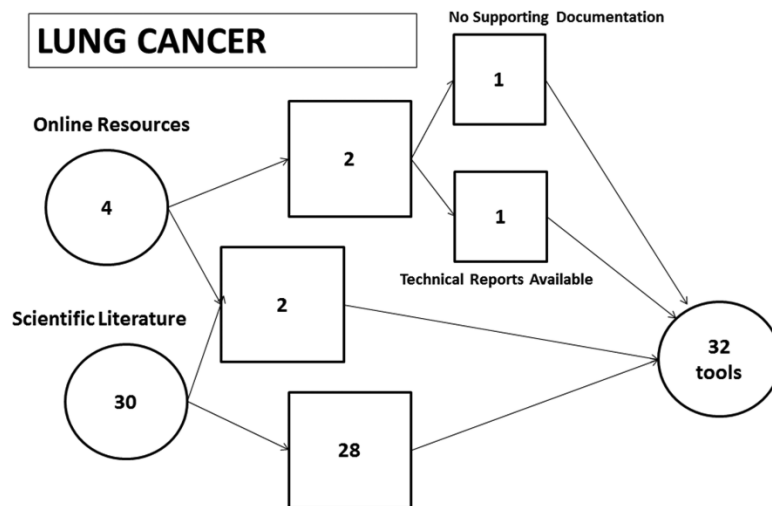 LUNG CANCER
No Supporting Documentation
1
Online Resources
2
4
1
Technical Reports Available
2
Scientific Literature
32
tools
30
28